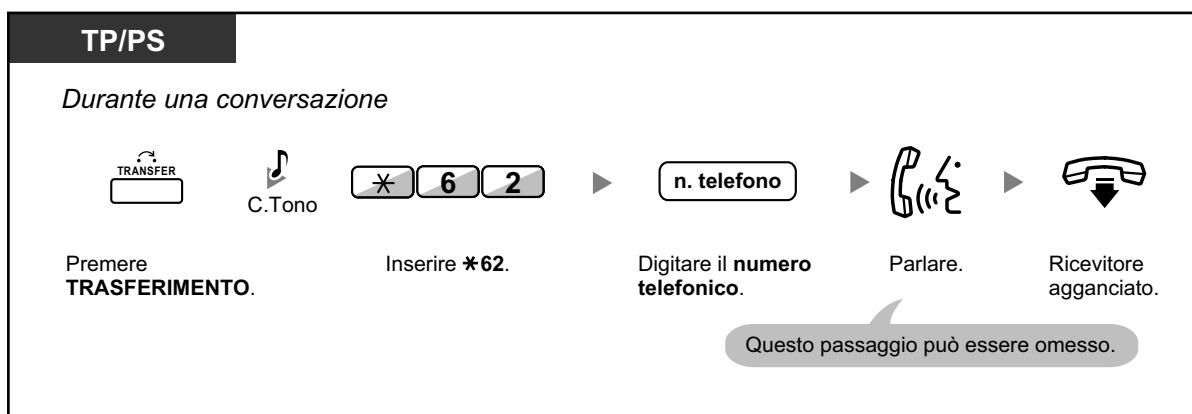 TP/PS
Durante una conversazione
TRANSFER
C.Tono
* 6 2
n. telefono
Premere
TRASFERIMENTO.
Inserire *62.
Digitare il numero
telefonico.
Parlare.
Ricevitore
agganciato.
Questo passaggio può essere omesso.